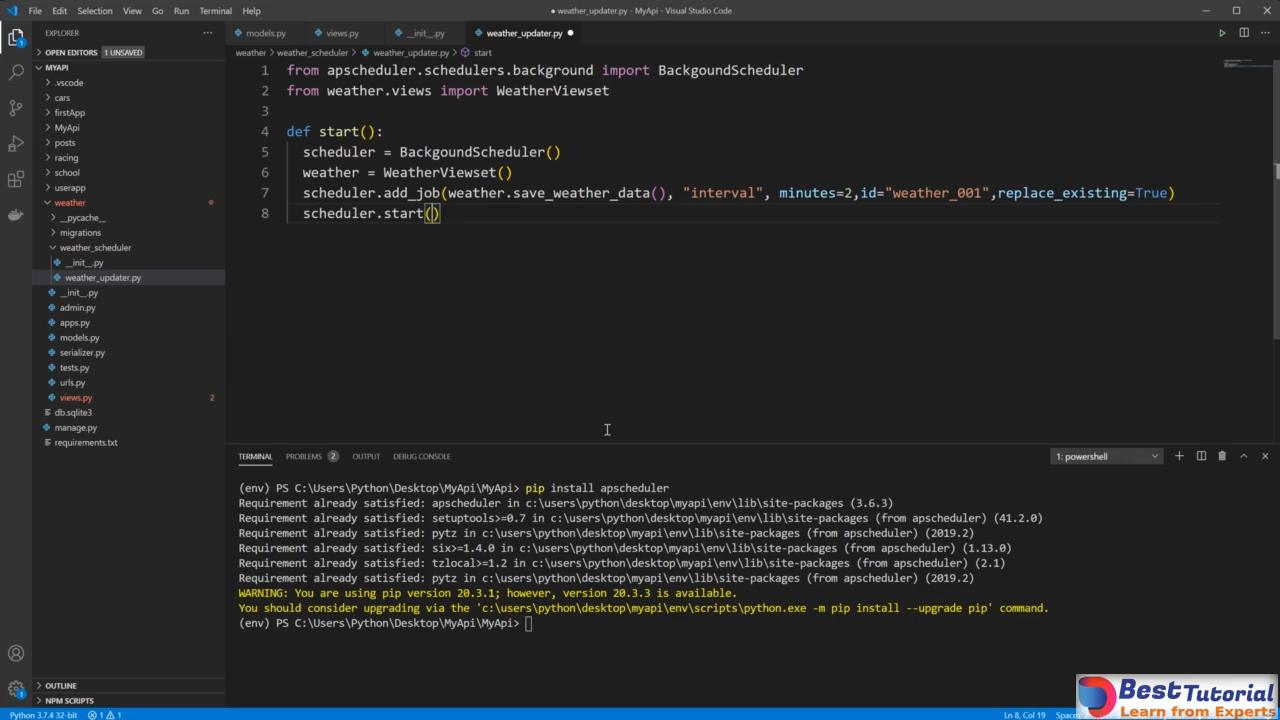 File Edit Selection View Go Run Terminal Help
● weather_updater.py - MyApi - Visual Studio Code
EXPLORER
models.py views.py __init__.py weather_updater.py ●
OPEN EDITORS 1 UNSAVED
weather > weather_scheduler > weather_updater.py > start
MYAPI
.vscode
cars
firstApp
MyApi
posts
racing
school
userapp
weather
__pycache__
migrations
weather_scheduler
__init__.py
weather_updater.py
__init__.py
admin.py
apps.py
models.py
serializer.py
tests.py
urls.py
views.py 2
db.sqlite3
manage.py
requirements.txt
1 from apscheduler.schedulers.background import BackgoundScheduler
2 from weather.views import WeatherViewset
3
4 def start():
5 scheduler = BackgoundScheduler()
6 weather = WeatherViewset()
7 scheduler.add_job(weather.save_weather_data(), "interval", minutes=2,id="weather_001",replace_existing=True)
8 scheduler.start()
TERMINAL PROBLEMS 2 OUTPUT DEBUG CONSOLE
1: powershell
(env) PS C:\Users\Python\Desktop\MyApi\MyApi> pip install apscheduler
Requirement already satisfied: apscheduler in c:\users\python\desktop\myapi\env\lib\site-packages (3.6.3)
Requirement already satisfied: setuptools>=0.7 in c:\users\python\desktop\myapi\env\lib\site-packages (from apscheduler) (41.2.0)
Requirement already satisfied: pytz in c:\users\python\desktop\myapi\env\lib\site-packages (from apscheduler) (2019.2)
Requirement already satisfied: six>=1.4.0 in c:\users\python\desktop\myapi\env\lib\site-packages (from apscheduler) (1.13.0)
Requirement already satisfied: tzlocal>=1.2 in c:\users\python\desktop\myapi\env\lib\site-packages (from apscheduler) (2.1)
Requirement already satisfied: pytz in c:\users\python\desktop\myapi\env\lib\site-packages (from apscheduler) (2019.2)
WARNING: You are using pip version 20.3.1; however, version 20.3.3 is available.
You should consider upgrading via the 'c:\users\python\desktop\myapi\env\scripts\python.exe -m pip install --upgrade pip' command.
(env) PS C:\Users\Python\Desktop\MyApi\MyApi>
OUTLINE
NPM SCRIPTS
Python 3.7.4 32-bit 1 1
Ln 8, Col 19
BestTutorial
Learn from Experts